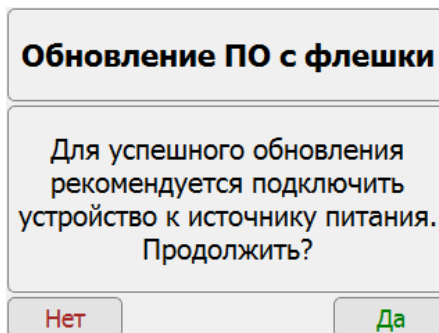 Обновление ПО с флешки
Для успешного обновления
рекомендуется подключить
устройство к источнику питания.
Продолжить?
Нет
Да